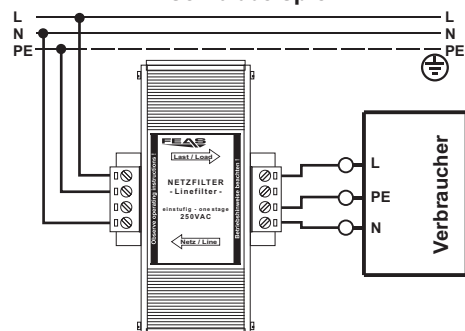 L L
N N
PE PE
FEAS
Last / Load
NETZFILTER
- Linefilter -
einstufig - one stage
250VAC
Netz / Line
Observe operating instructions !
Betriebshinweise beachten !
L
PE
N
Verbraucher